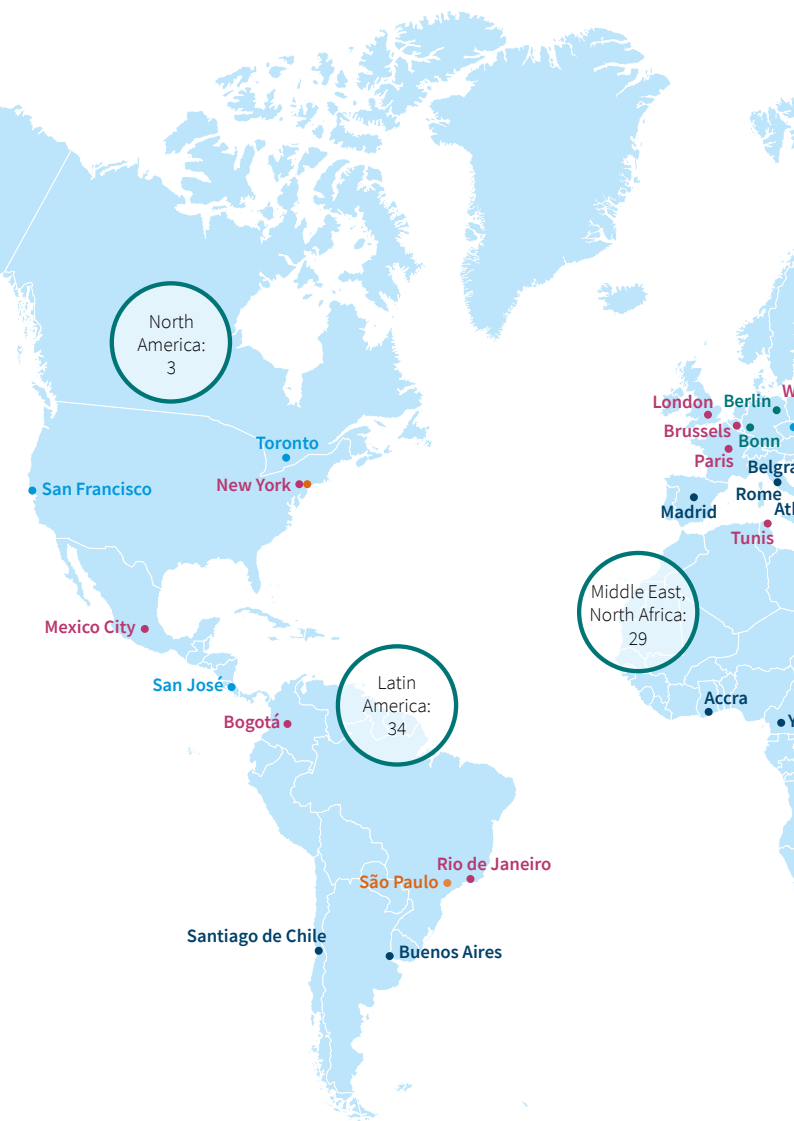 North
America:
3
London
Berlin
W
Brussels
Bonn
Toronto
Paris
Belgra
New York
San Francisco
Rome
Madrid
Atl
Tunis
Middle East,
North Africa:
29
Mexico City
San José
Latin
America:
34
Accra
Bogotá
Y
Rio de Janeiro
São Paulo
Santiago de Chile
Buenos Aires